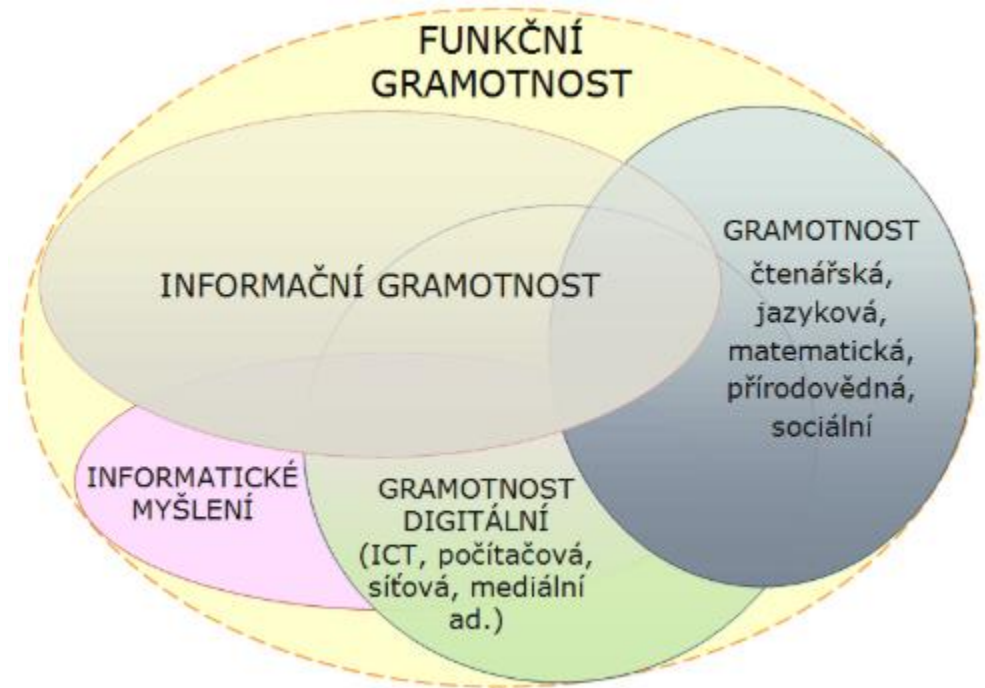 FUNKČNÍ
GRAMOTNOST
INFORMAČNÍ GRAMOTNOST
GRAMOTNOST
čtenářská,
jazyková,
matematická,
přírodovědná,
sociální
INFORMATICKÉ
MYŠLENÍ
GRAMOTNOST
DIGITÁLNÍ
(ICT, počítačová,
síťová, mediální
ad.)